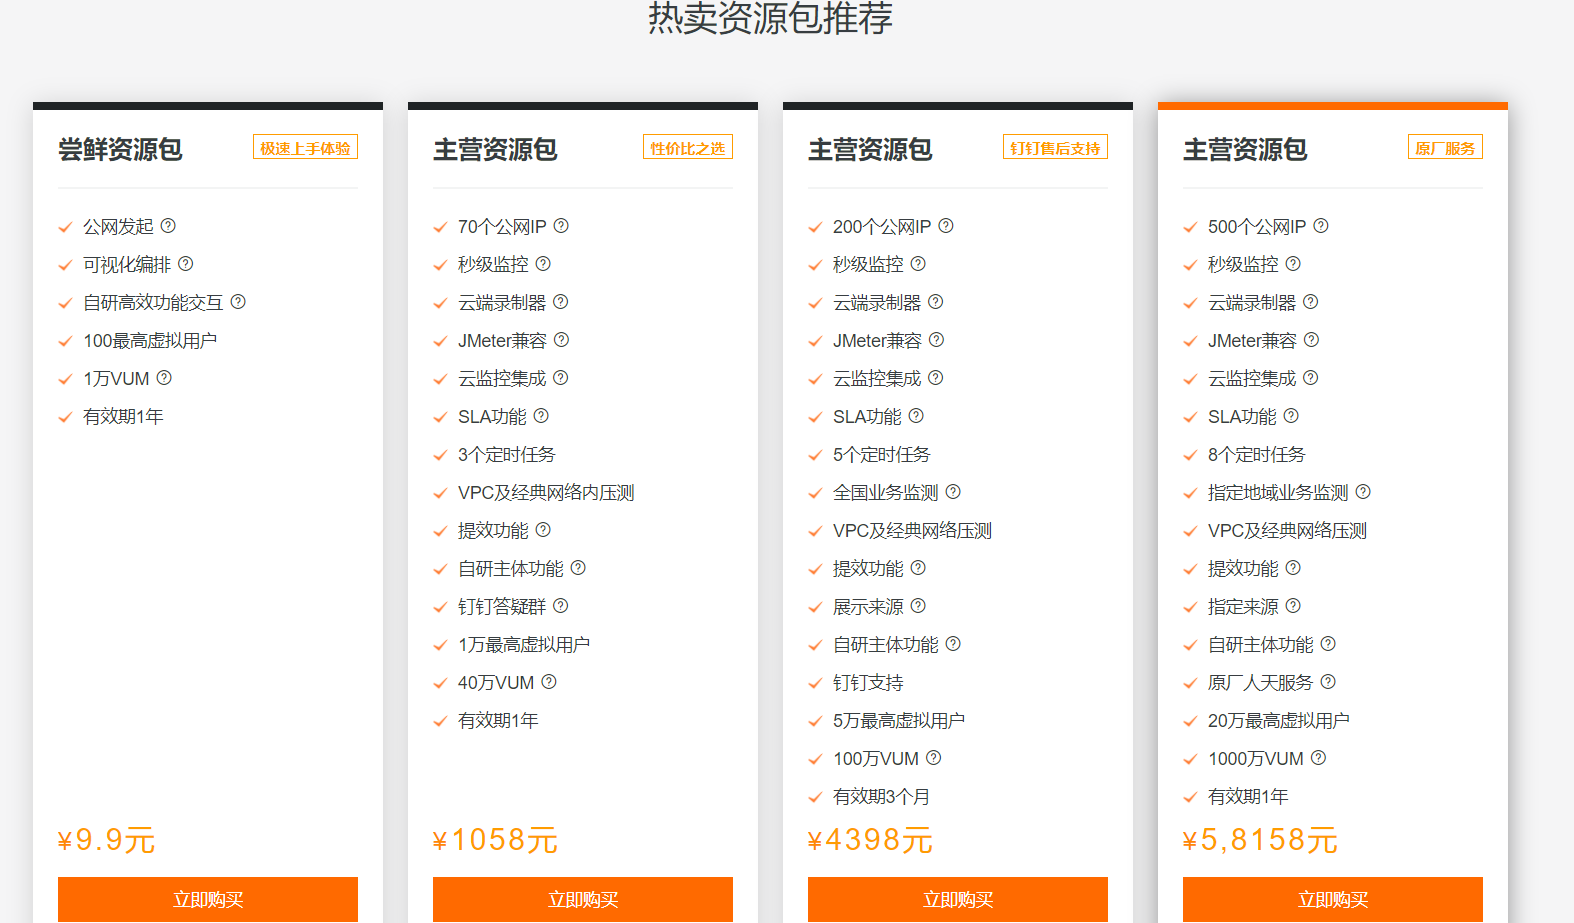 热卖资源包推荐
尝鲜资源包 极速上手体验
公网发起
可视化编排
自研高效功能交互
100最高虚拟用户
1万VUM
有效期1年
¥9.9元
立即购买
主营资源包 性价比之选
70个公网IP
秒级监控
云端录制器
JMeter兼容
云监控集成
SLA功能
3个定时任务
VPC及经典网络内压测
提效功能
自研主体功能
钉钉答疑群
1万最高虚拟用户
40万VUM
有效期1年
¥1058元
立即购买
主营资源包 钉钉售后支持
200个公网IP
秒级监控
云端录制器
JMeter兼容
云监控集成
SLA功能
5个定时任务
全国业务监测
VPC及经典网络压测
提效功能
展示来源
自研主体功能
钉钉支持
5万最高虚拟用户
100万VUM
有效期3个月
¥4398元
立即购买
主营资源包 原厂服务
500个公网IP
秒级监控
云端录制器
JMeter兼容
云监控集成
SLA功能
8个定时任务
指定地域业务监测
VPC及经典网络压测
提效功能
指定来源
自研主体功能
原厂人天服务
20万最高虚拟用户
1000万VUM
有效期1年
¥5,8158元
立即购买